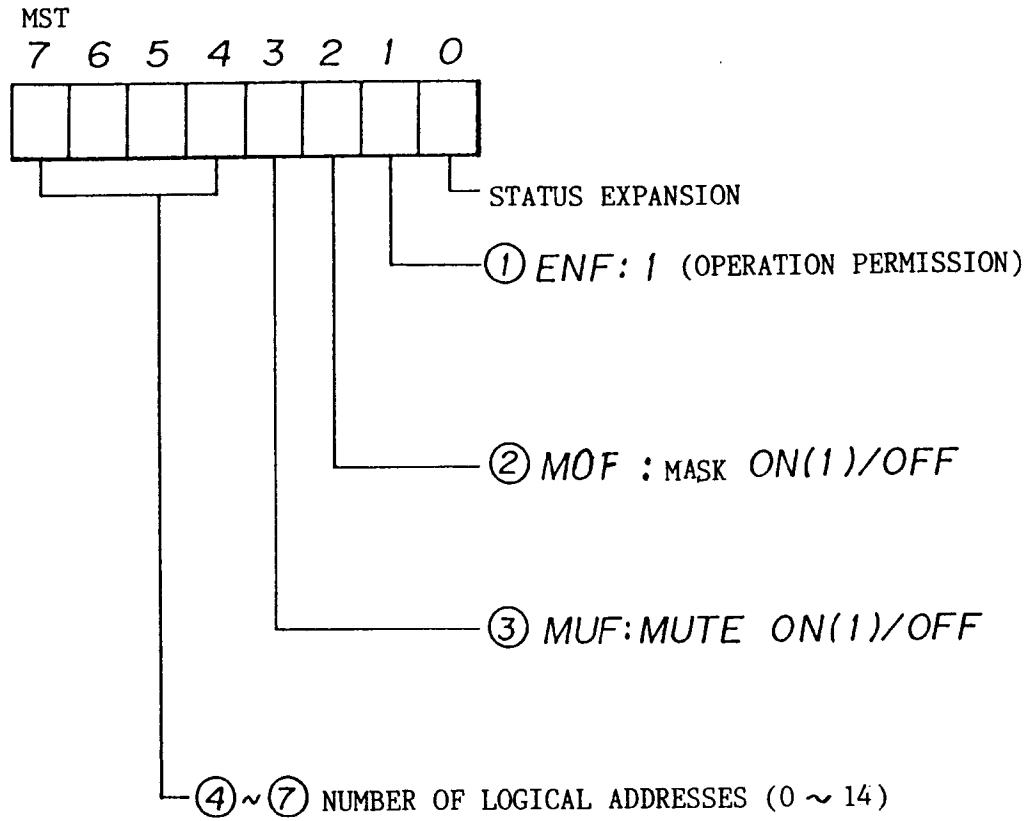 MST
7 6 5 4 3 2 1 0
STATUS EXPANSION
① ENF: 1 (OPERATION PERMISSION)
② MOF : MASK ON(1)/OFF
③ MUF: MUTE ON(1)/OFF
④~⑦ NUMBER OF LOGICAL ADDRESSES (0 ~ 14)